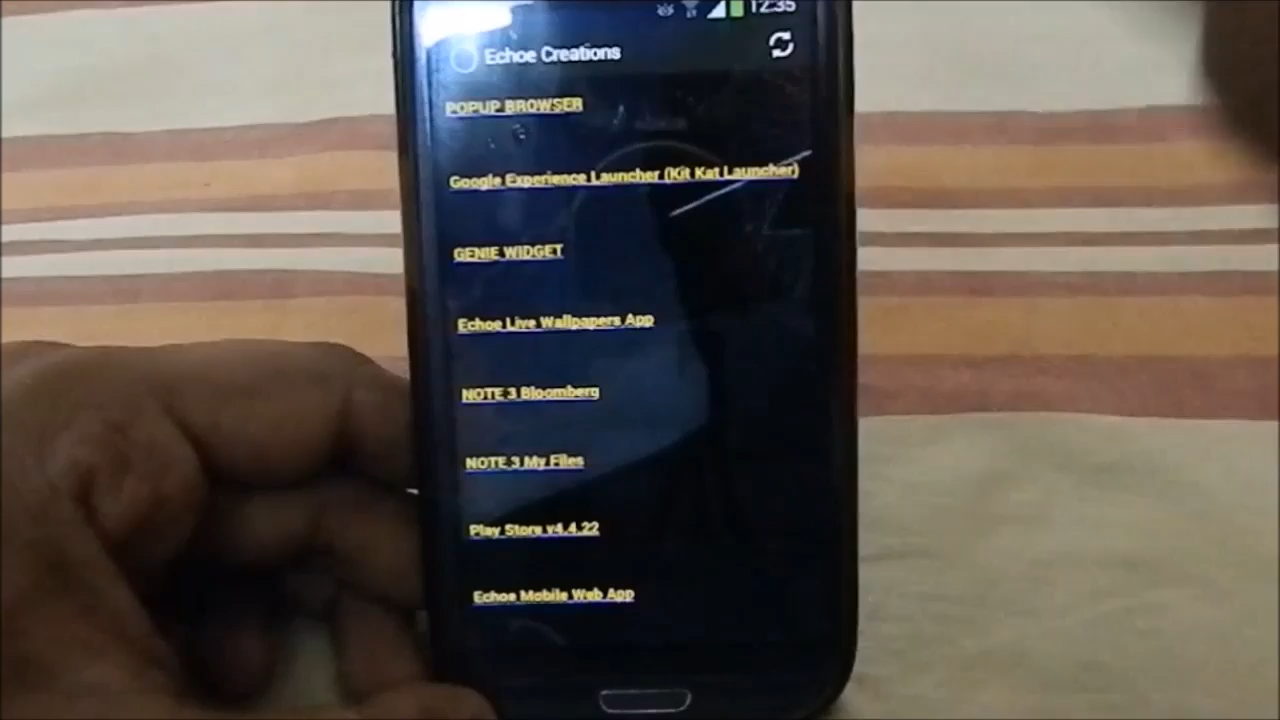 12:35
Echoe Creations
POPUP BROWSER
Google Experience Launcher (Kit Kat Launcher)
GENIE WIDGET
Echoe Live Wallpapers App
NOTE 3 Bloomberg
NOTE 3 My Files
Play Store v4.4.22
Echoe Mobile Web App